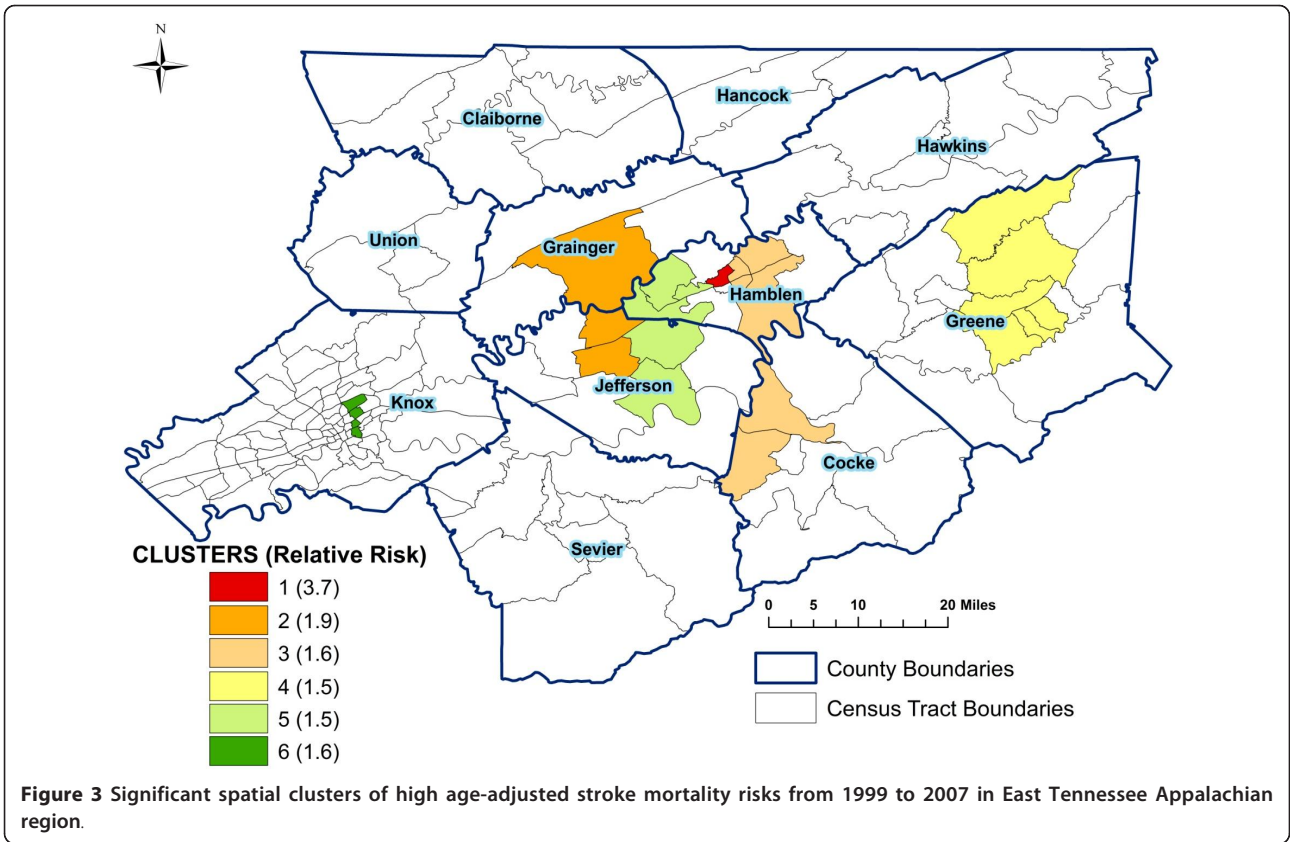 N
Claiborne
Hancock
Hawkins
Union
Grainger
Hamblen
Greene
Jefferson
Knox
Cocke
Sevier
CLUSTERS (Relative Risk)
1 (3.7)
2 (1.9)
3 (1.6)
4 (1.5)
5 (1.5)
6 (1.6)
0 5 10 20 Miles
County Boundaries
Census Tract Boundaries
Figure 3 Significant spatial clusters of high age-adjusted stroke mortality risks from 1999 to 2007 in East Tennessee Appalachian
region.